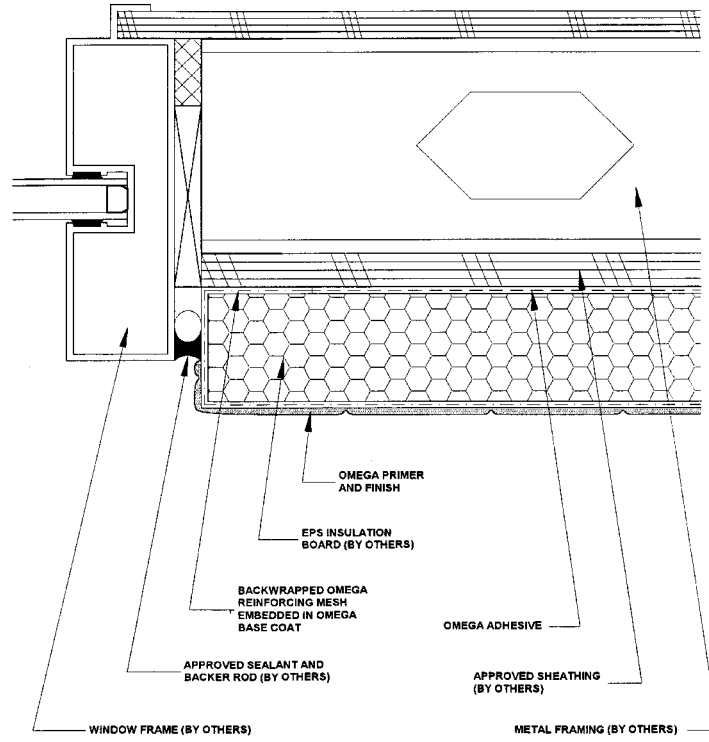 OMEGA PRIMER
AND FINISH
EPS INSULATION
BOARD (BY OTHERS)
BACKWRAPPED OMEGA
REINFORCING MESH
EMBEDDED IN OMEGA
BASE COAT
OMEGA ADHESIVE
APPROVED SEALANT AND
BACKER ROD (BY OTHERS)
APPROVED SHEATHING
(BY OTHERS)
WINDOW FRAME (BY OTHERS)
METAL FRAMING (BY OTHERS)